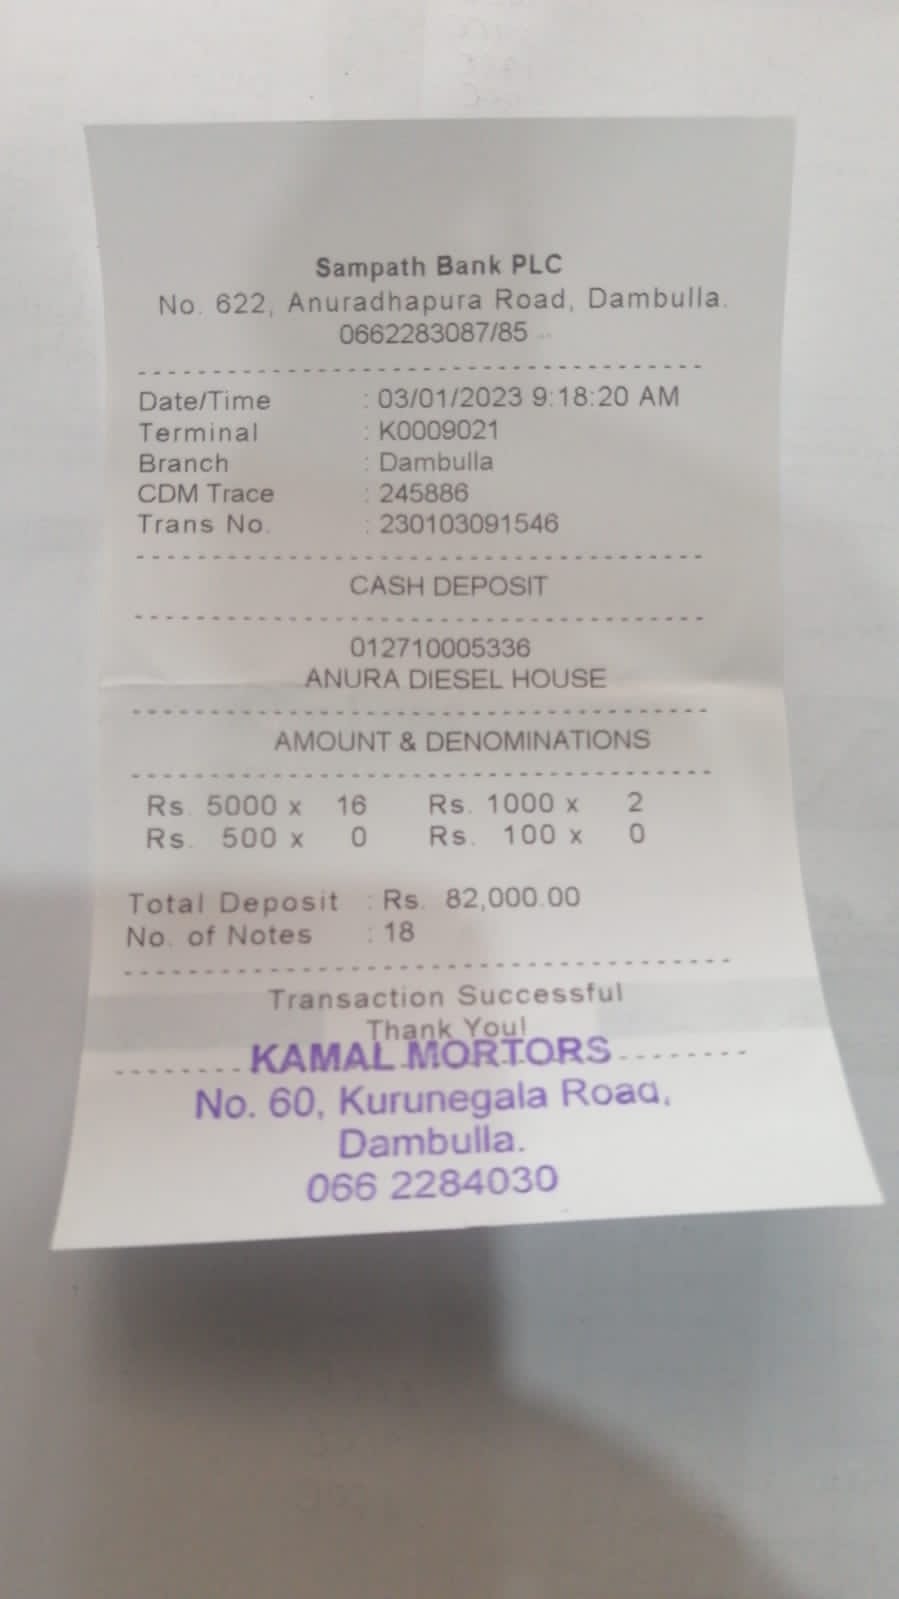 Sampath Bank PLC
No. 622, Anuradhapura Road, Dambulla.
0662283087/85
Date/Time : 03/01/2023 9:18:20 AM
Terminal : K0009021
Branch : Dambulla
CDM Trace : 245886
Trans No. : 230103091546
CASH DEPOSIT
012710005336
ANURA DIESEL HOUSE
AMOUNT & DENOMINATIONS
Rs. 5000 x 16 Rs. 1000 x 2
Rs. 500 x 0 Rs. 100 x 0
Total Deposit : Rs. 82,000.00
No. of Notes : 18
Transaction Successful
Thank You!
KAMAL MORTORS
No. 60, Kurunegala Road,
Dambulla.
066 2284030